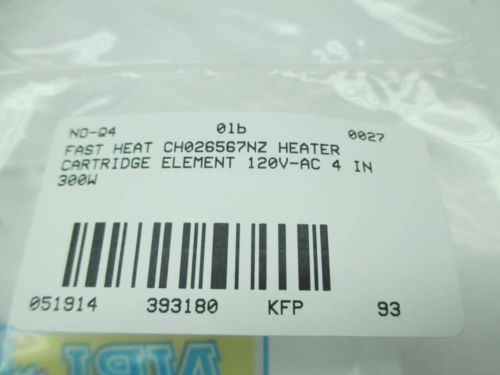 NO-Q4 01b 0027
FAST HEAT CH026567NZ HEATER
CARTRIDGE ELEMENT 120V-AC 4 IN
300W
051914 393180 KFP 93